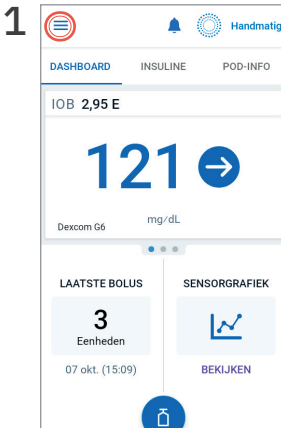 1
Handmatig
DASHBOARD INSULINE POD-INFO
IOB 2,95 E
121
mg/dL
Dexcom G6
LAATSTE BOLUS SENSORGRAFIEK
3
Eenheden
07 okt. (15:09) BEKIJKEN